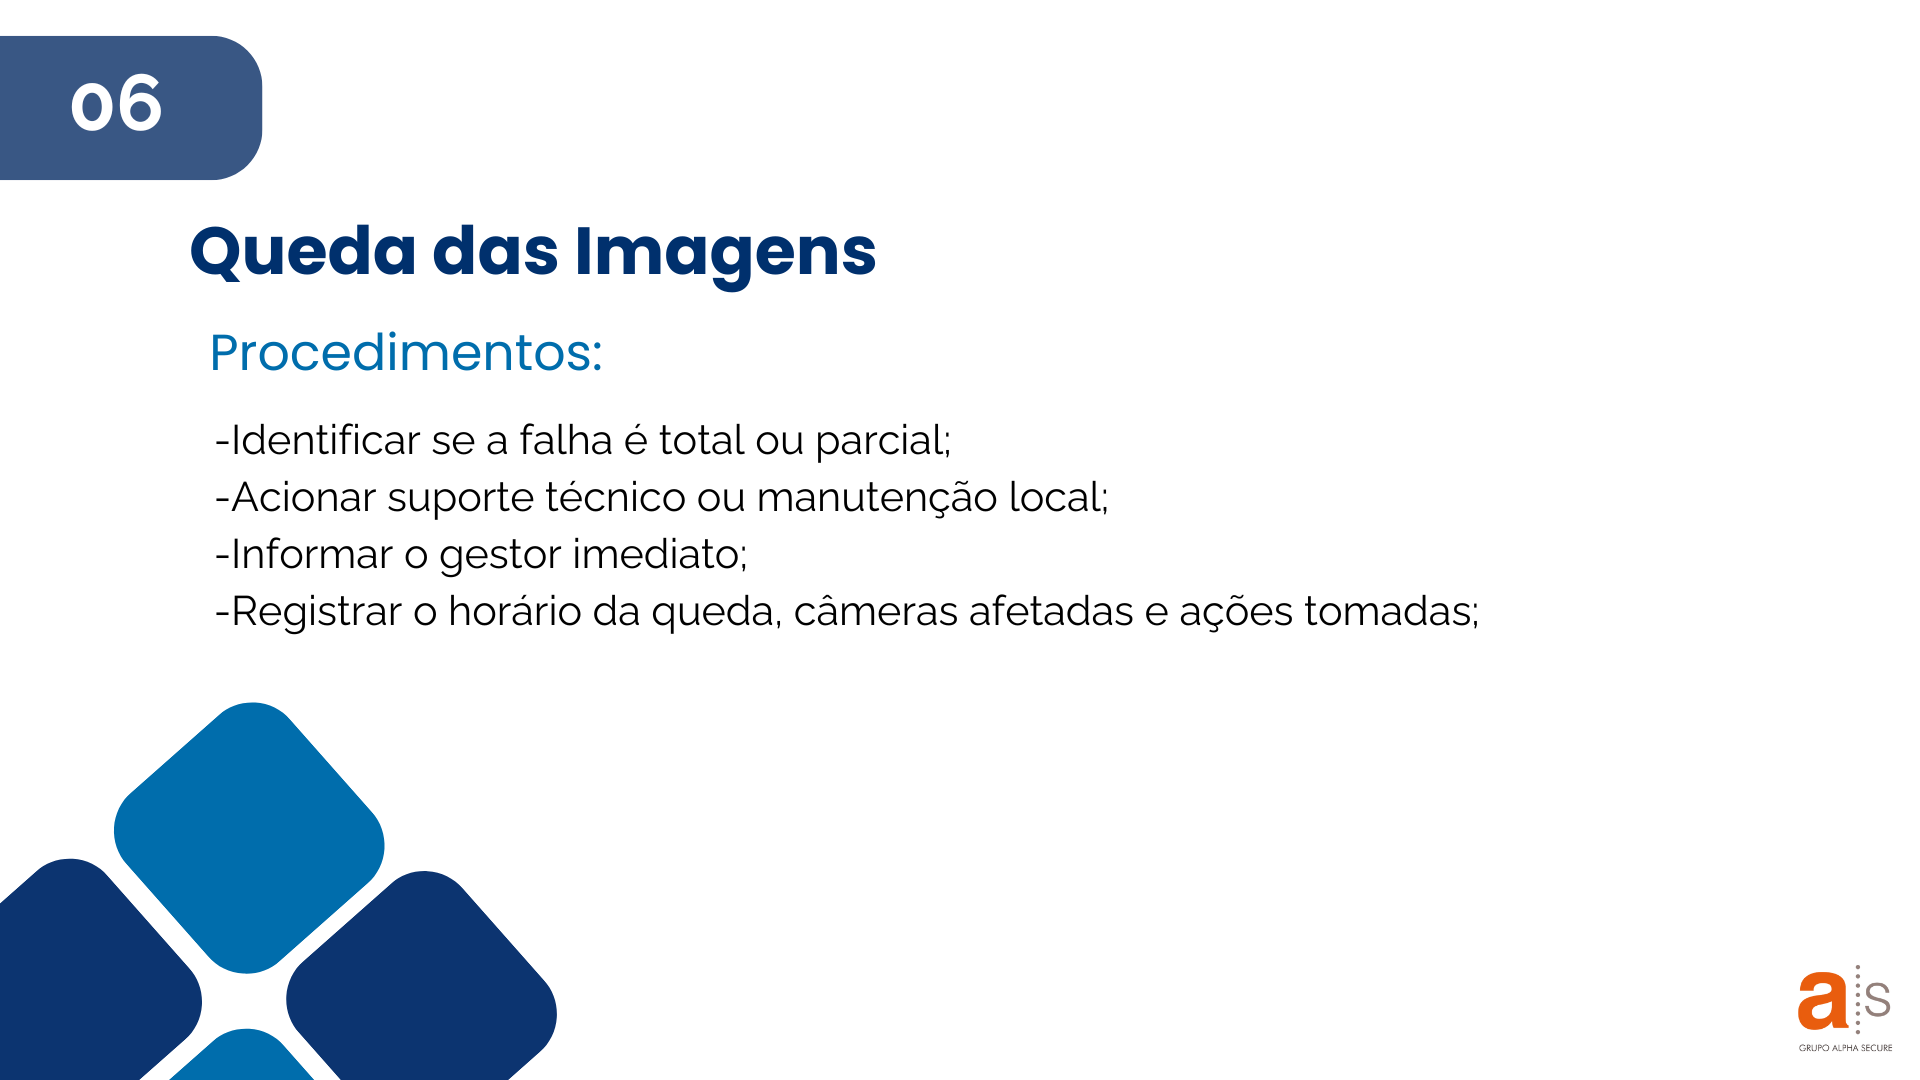 06
Queda das Imagens
Procedimentos:
-Identificar se a falha é total ou parcial;
-Acionar suporte técnico ou manutenção local;
-Informar o gestor imediato;
-Registrar o horário da queda, câmeras afetadas e ações tomadas;
a s
GRUPO ALPHA SECURE